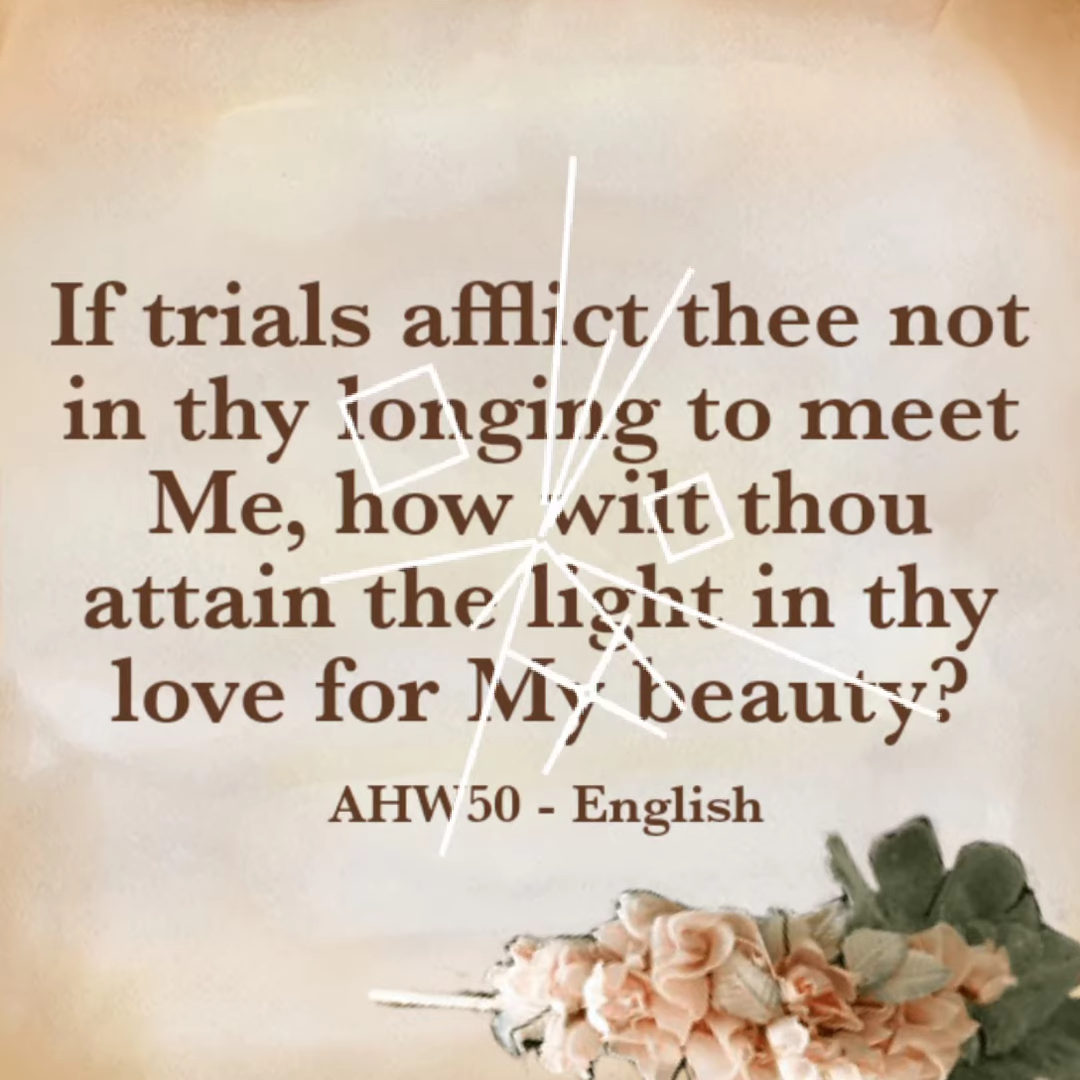 If trials afflict thee not
in thy longing to meet
Me, how wilt thou
attain the light in thy
love for My beauty?
AHW50 - English